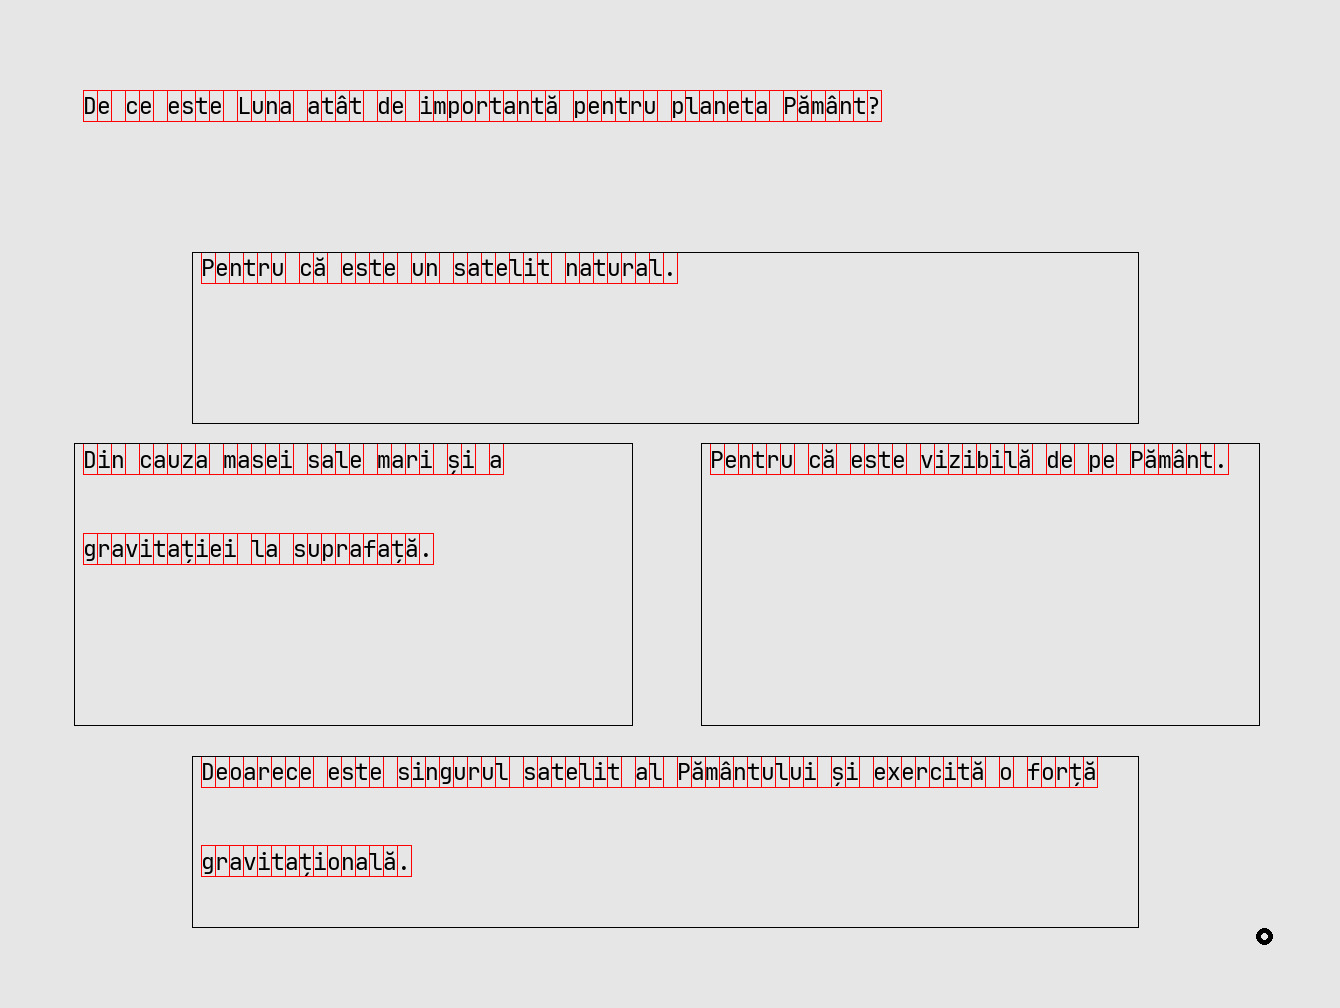 De ce este Luna atât de importantă pentru planeta Pământ?
Pentru că este un satelit natural.
Din cauza masei sale mari și a
gravitației la suprafață.
Pentru că este vizibilă de pe Pământ.
Deoarece este singurul satelit al Pământului și exercită o forță
gravitațională.